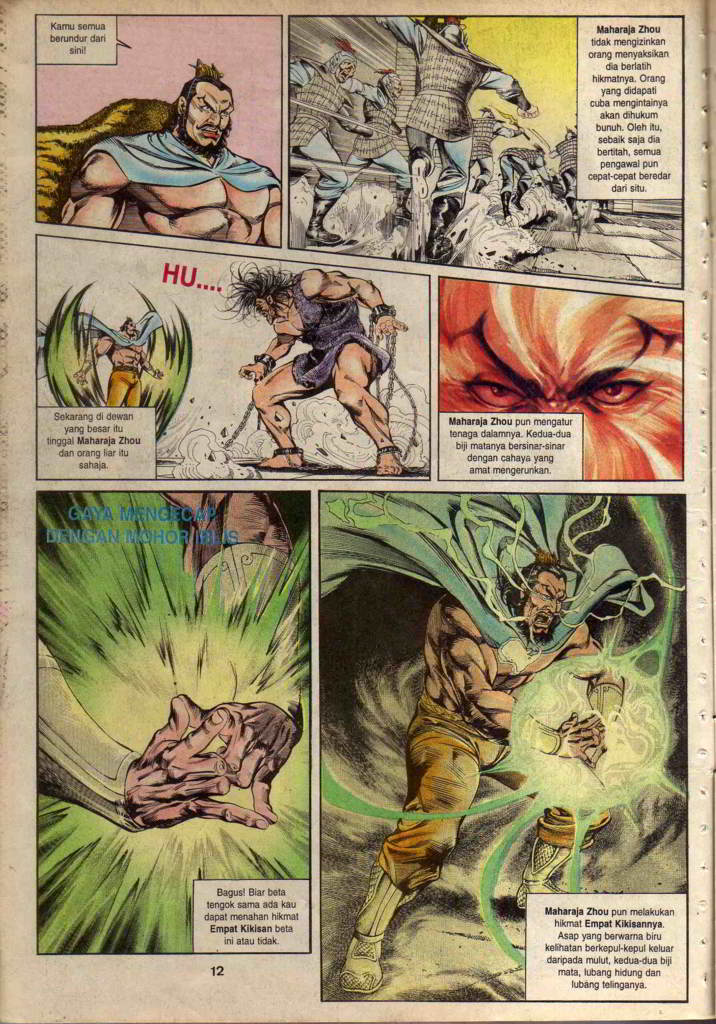 Kamu semua
berundur dari
sini!
Maharaja Zhou
tidak mengizinkan
orang menyaksikan
dia berlatih
hikmatnya. Orang
yang didapati
cuba mengintainya
akan dihukum
bunuh. Oleh itu,
sebaik saja dia
bertitah, semua
pengawal pun
cepat-cepat beredar
dari situ.
HU....
Sekarang di dewan
yang besar itu
tinggal Maharaja Zhou
dan orang liar itu
sahaja.
Maharaja Zhou pun mengatur
tenaga dalamnya. Kedua-dua
biji matanya bersinar-sinar
dengan cahaya yang
amat mengerunkan.
GAYA MENGECAP
DENGAN MOHOR IBLIS
Bagus! Biar beta
tengok sama ada kau
dapat menahan hikmat
Empat Kikisan beta
ini atau tidak.
Maharaja Zhou pun melakukan
hikmat Empat Kikisannya.
Asap yang berwarna biru
kelihatan berkepul-kepul keluar
daripada mulut, kedua-dua biji
mata, lubang hidung dan
lubang telinganya.
12